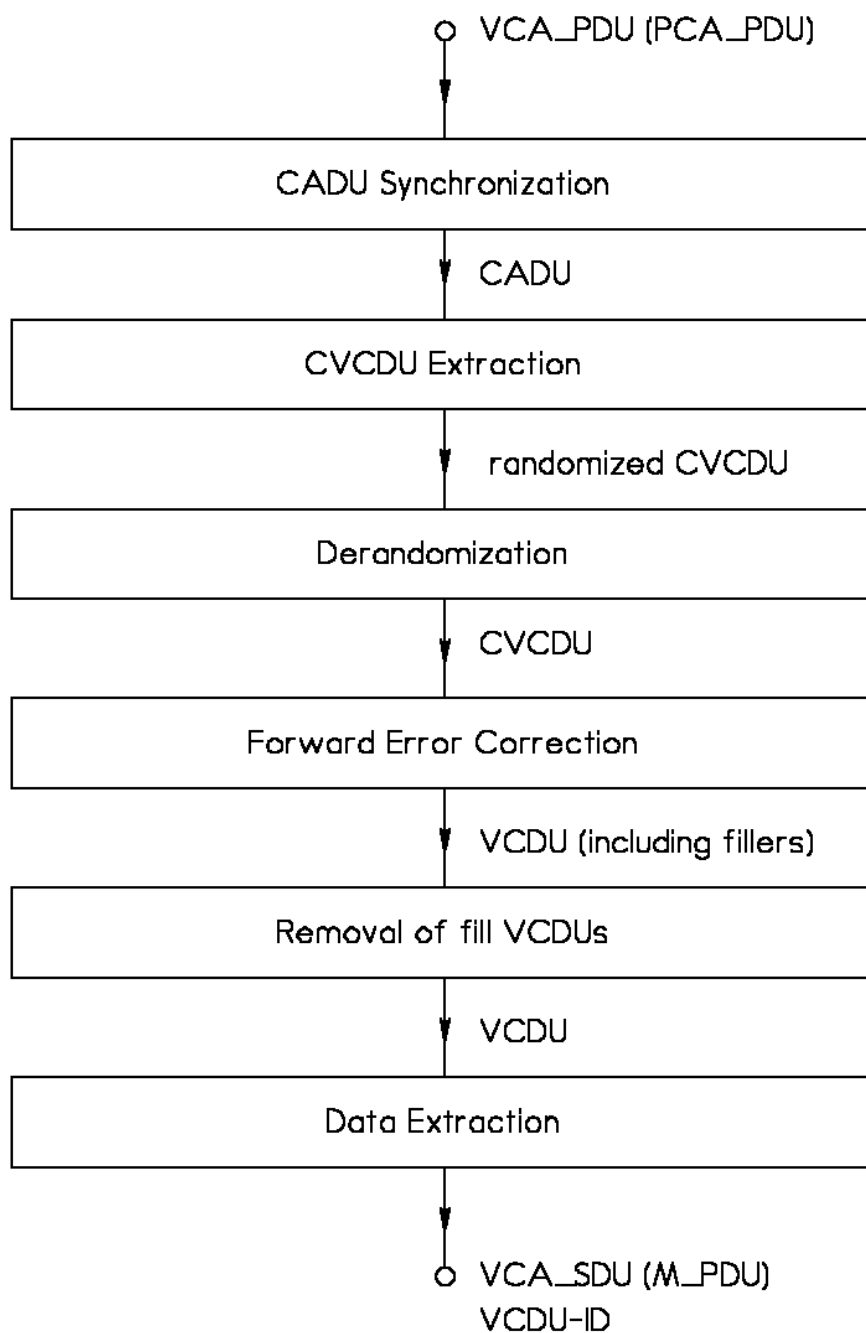 VCA_PDU (PCA_PDU)
CADU Synchronization
CADU
CVCDU Extraction
randomized CVCDU
Derandomization
CVCDU
Forward Error Correction
VCDU (including fillers)
Removal of fill VCDUs
VCDU
Data Extraction
VCA_SDU (M_PDU)
VCDU-ID